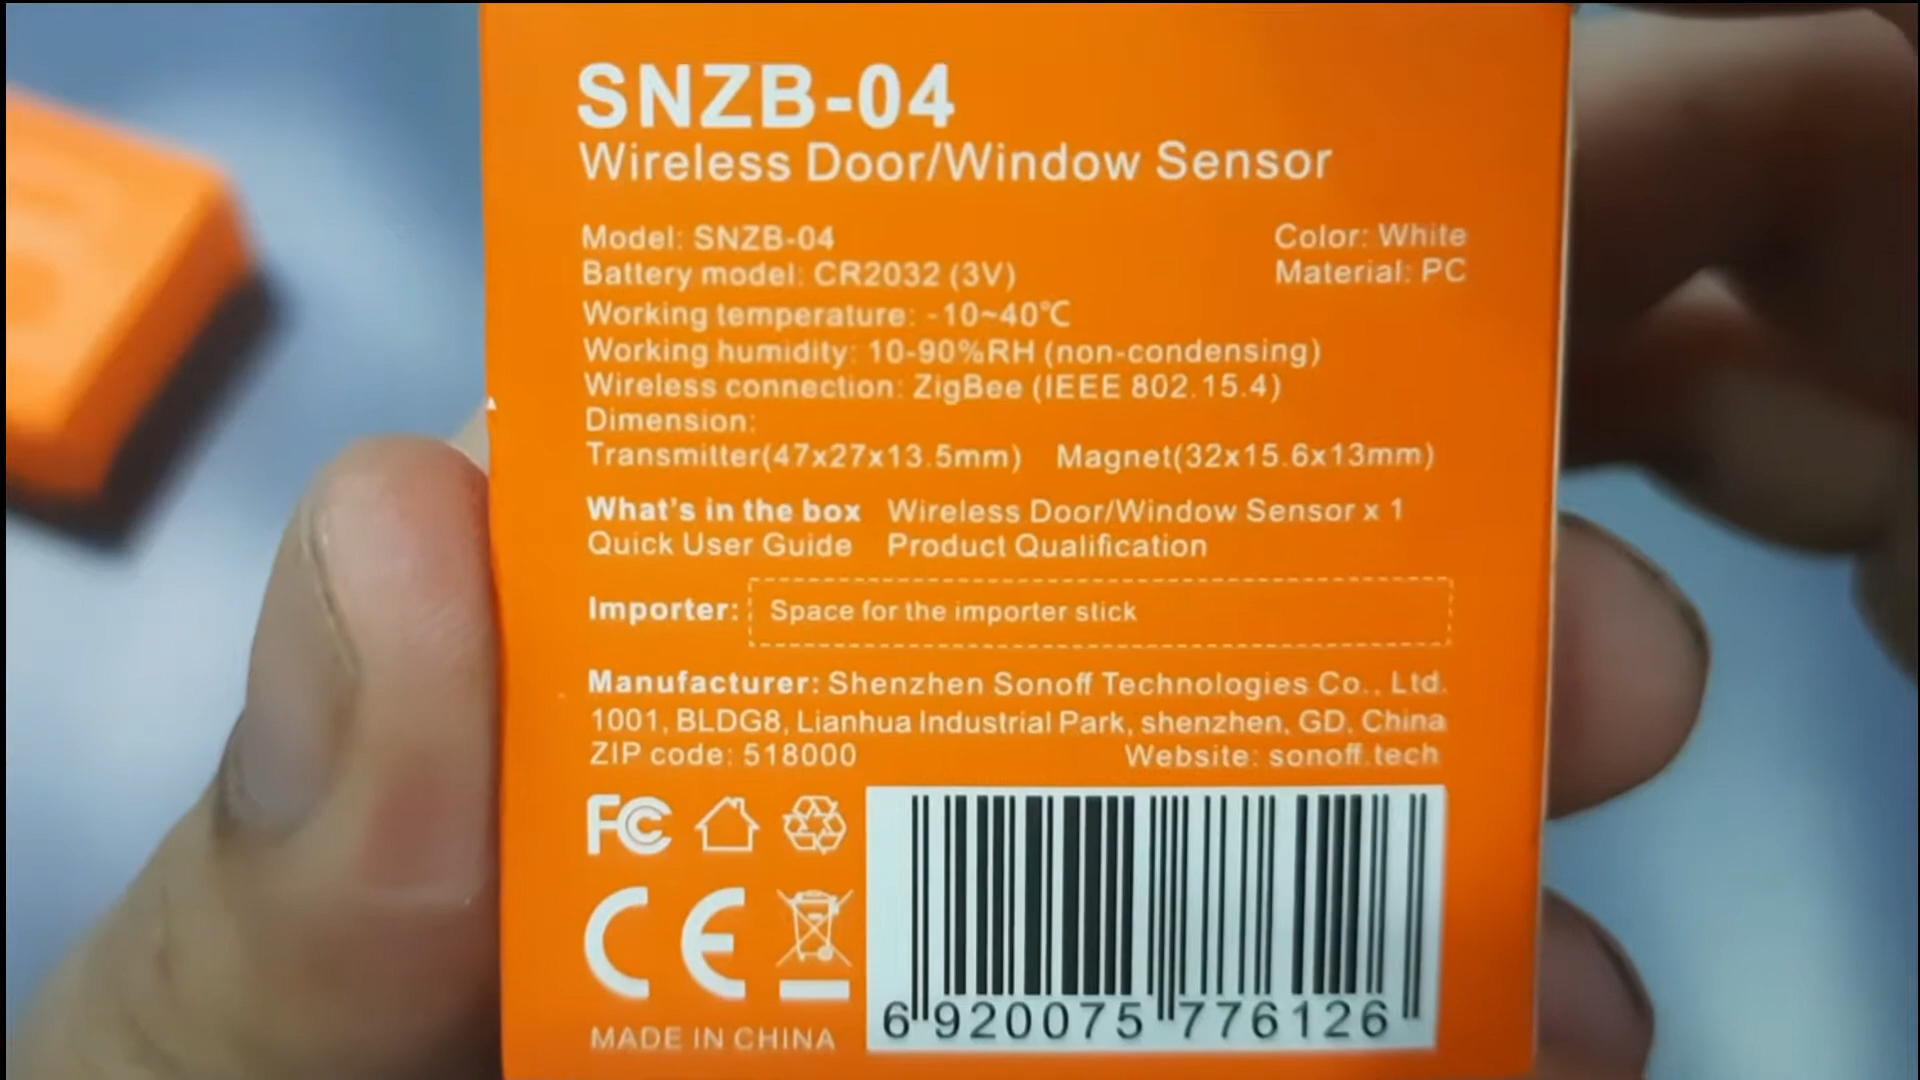 SNZB-04
Wireless Door/Window Sensor
Model: SNZB-04 Color: White
Battery model: CR2032 (3V) Material: PC
Working temperature: -10~40℃
Working humidity: 10-90%RH (non-condensing)
Wireless connection: ZigBee (IEEE 802.15.4)
Dimension:
Transmitter(47x27x13.5mm) Magnet(32x15.6x13mm)
What's in the box Wireless Door/Window Sensor x 1
Quick User Guide Product Qualification
Importer: Space for the importer stick
Manufacturer: Shenzhen Sonoff Technologies Co., Ltd.
1001, BLDG8, Lianhua Industrial Park, shenzhen, GD, China
ZIP code: 518000 Website: sonoff.tech
FC
CE
MADE IN CHINA
6 920075 776126